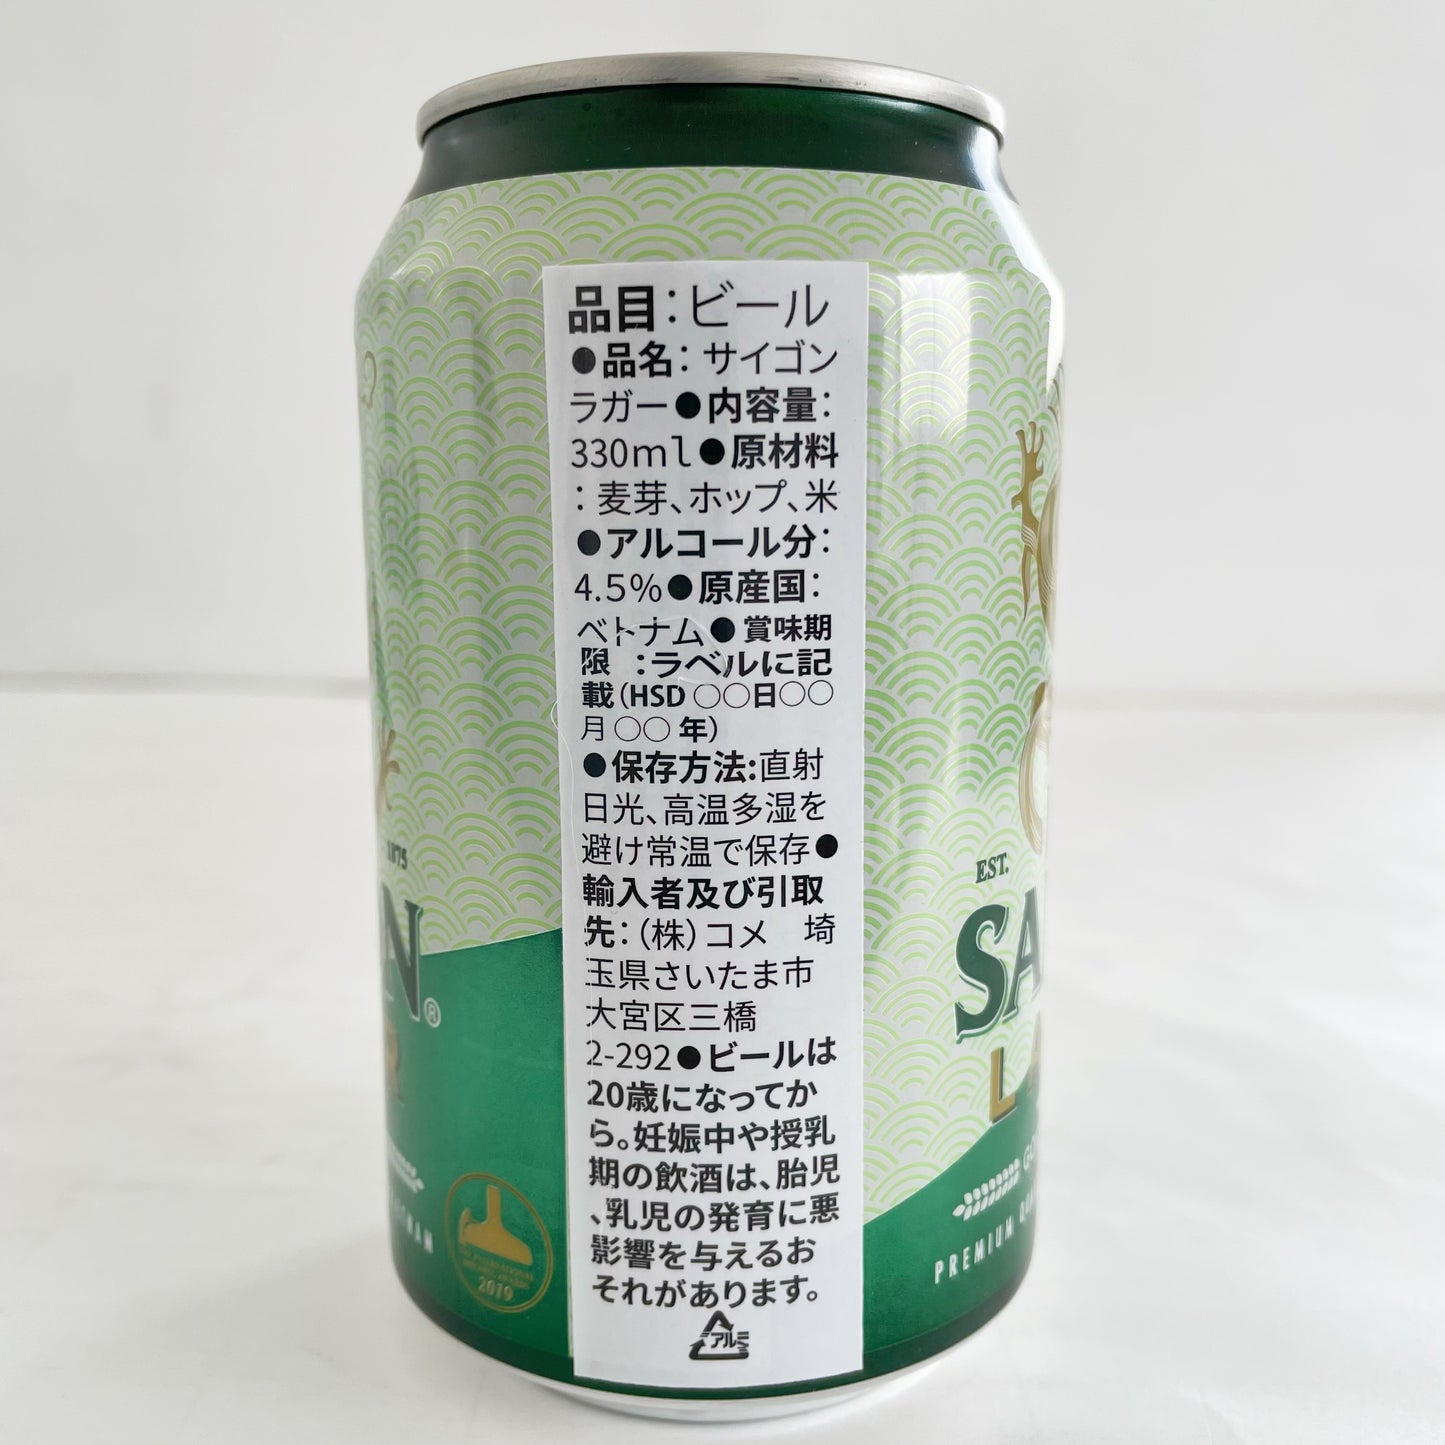 品目：ビール
●品名：サイゴン
ラガー●内容量：
330ml●原材料
：麦芽、ホップ、米
●アルコール分：
4.5%●原産国：
ベトナム●賞味期
限　：ラベルに記
載(HSD ○○日○○
月○○ 年)
●保存方法:直射
日光、高温多湿を
避け常温で保存●
輸入者及び引取
先：（株）コメ　埼
玉県さいたま市
大宮区三橋
2-292●ビールは
20歳になってか
ら。妊娠中や授乳
期の飲酒は、胎児
、乳児の発育に悪
影響を与えるお
それがあります。
アルミ
1875
N®
R
2019
EST.
SA
L
PREMIUM